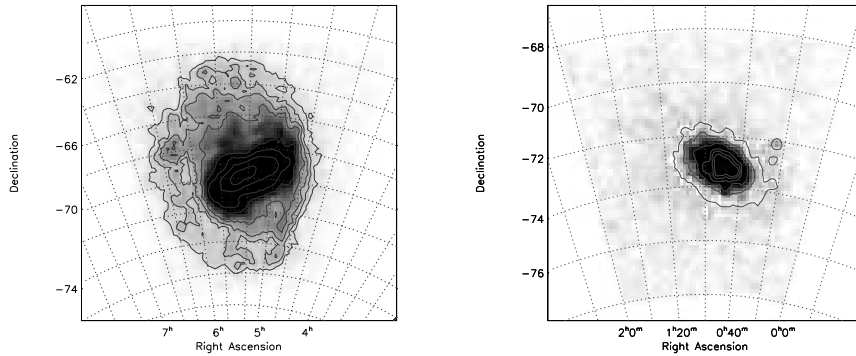 Declination
−62
−66
−70
−74
7ʰ 6ʰ 5ʰ 4ʰ
Right Ascension
Declination
−68
−70
−72
−74
−76
2ʰ0ᵐ 1ʰ20ᵐ 0ʰ40ᵐ 0ʰ0ᵐ
Right Ascension